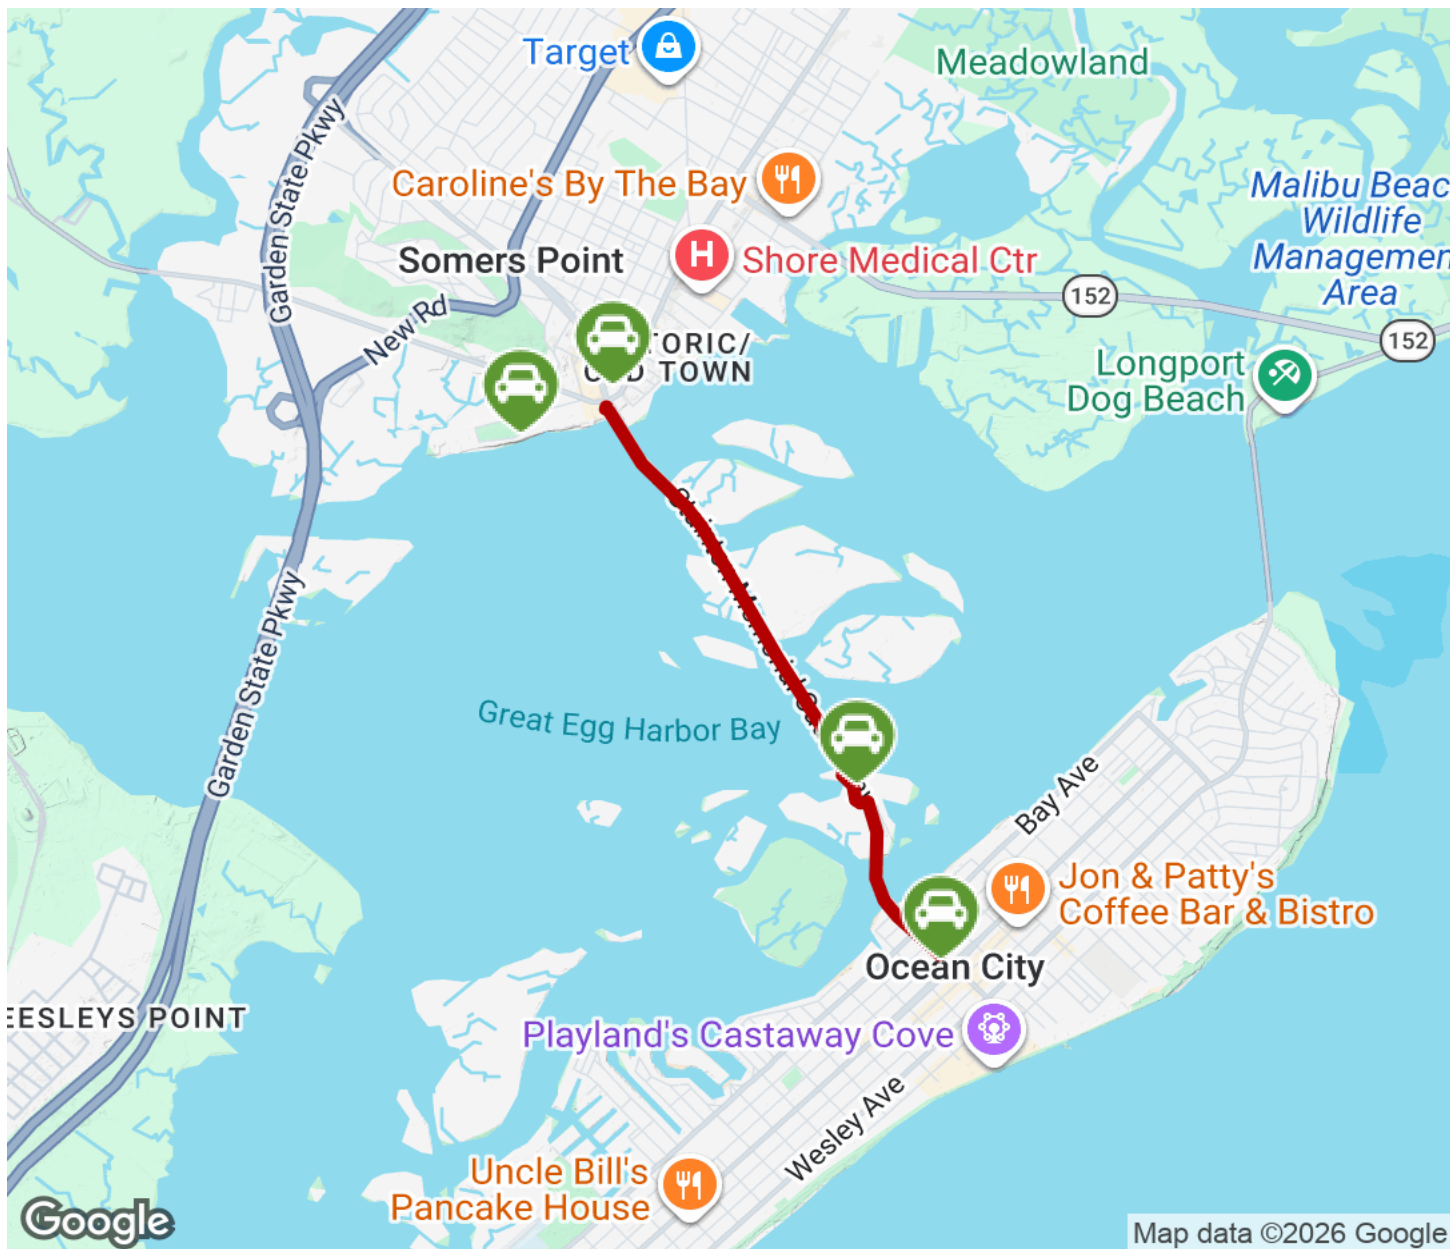 Target
Meadowland
Garden State Pkwy
Caroline's By The Bay
Malibu Beac
Wildlife
Managemen
Area
Somers Point
Shore Medical Ctr
152
New Rd
TORIC/
TOWN
152
Longport
Dog Beach
Garden State Pkwy
Great Egg Harbor Bay
Bay Ave
Jon & Patty's
Coffee Bar & Bistro
Ocean City
EESLEYS POINT
Playland's Castaway Cove
Wesley Ave
Uncle Bill's
Pancake House
Google
Map data ©2026 Google